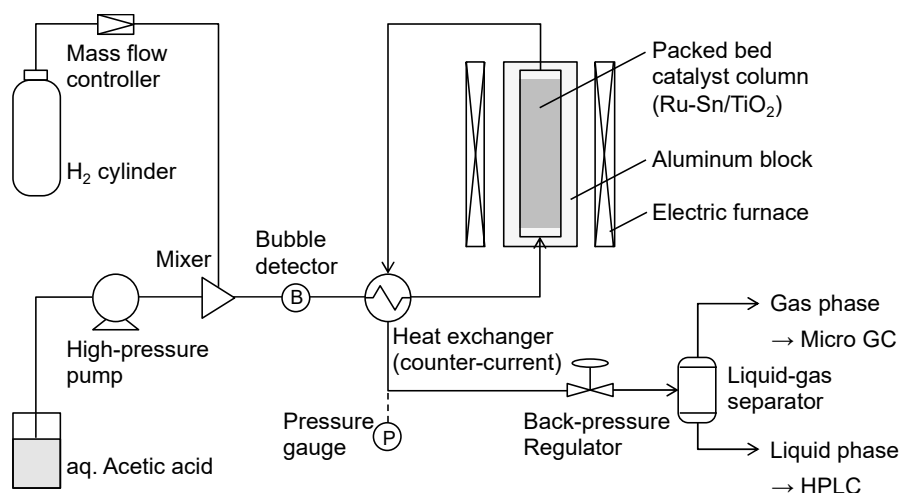 Mass flow
controller
H₂ cylinder
Packed bed
catalyst column
(Ru-Sn/TiO₂)
Aluminum block
Electric furnace
Bubble
detector
Mixer
B
High-pressure
pump
Heat exchanger
(counter-current)
Gas phase
→ Micro GC
Liquid-gas
separator
Pressure
gauge
P
Back-pressure
Regulator
aq. Acetic acid
Liquid phase
→ HPLC